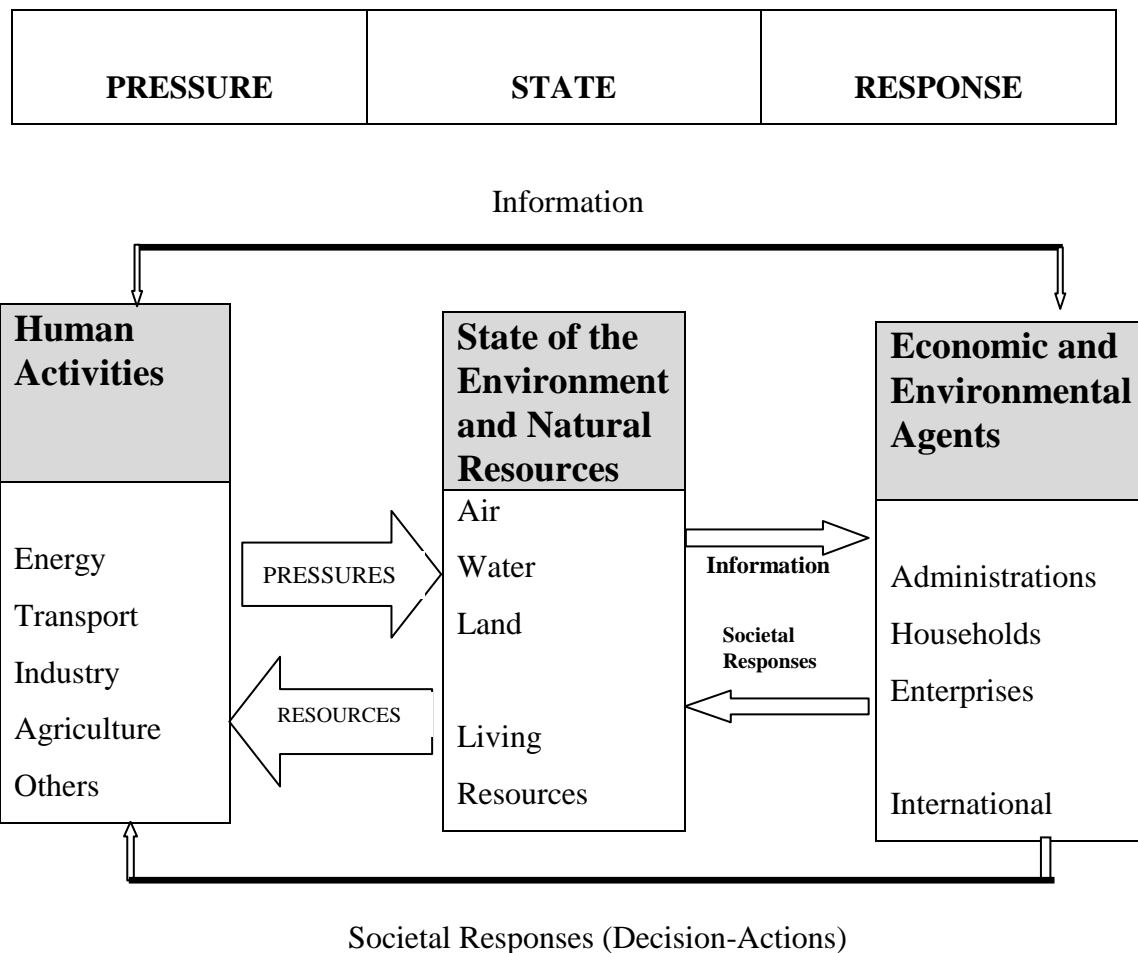 PRESSURE
STATE
RESPONSE
Information
Human
Activities
Energy
Transport
Industry
Agriculture
Others
PRESSURES
RESOURCES
State of the
Environment
and Natural
Resources
Air
Water
Land
Living
Resources
Information
Societal
Responses
Economic and
Environmental
Agents
Administrations
Households
Enterprises
International
Societal Responses (Decision-Actions)